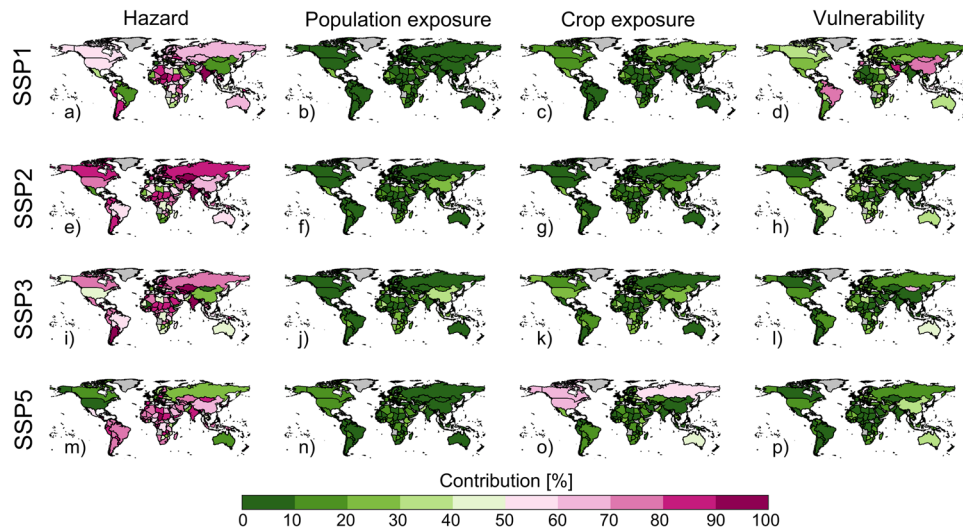 Hazard Population exposure Crop exposure Vulnerability
SSP1
a) b) c) d)
SSP2
e) f) g) h)
SSP3
i) j) k) l)
SSP5
m) n) o) p)
Contribution [%]
0 10 20 30 40 50 60 70 80 90 100